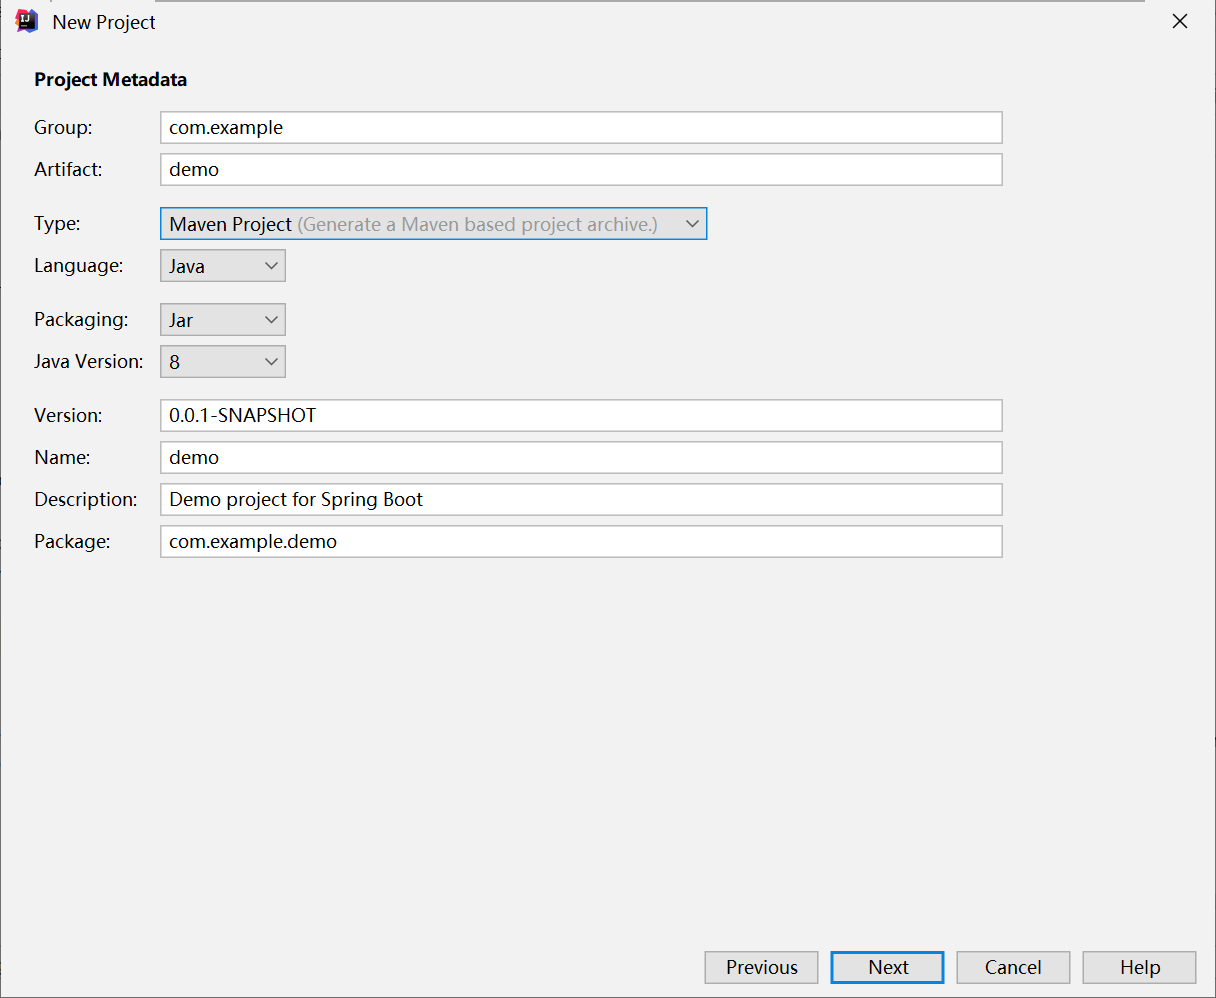 New Project
Project Metadata
Group: com.example
Artifact: demo
Type: Maven Project (Generate a Maven based project archive.)
Language: Java
Packaging: Jar
Java Version: 8
Version: 0.0.1-SNAPSHOT
Name: demo
Description: Demo project for Spring Boot
Package: com.example.demo
Previous Next Cancel Help